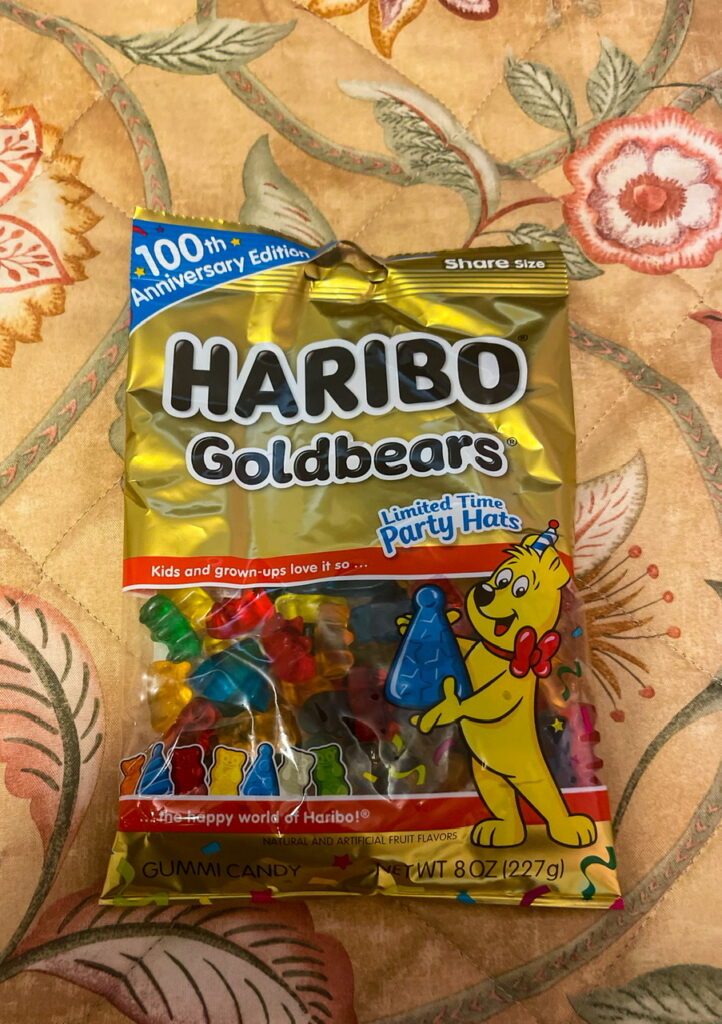 100th
Anniversary Edition
Share Size
HARIBO®
Goldbears®
Limited Time
Party Hats
Kids and grown-ups love it so ...
... the happy world of Haribo!®
NATURAL AND ARTIFICIAL FRUIT FLAVORS
GUMMI CANDY
NET WT 8 OZ (227g)